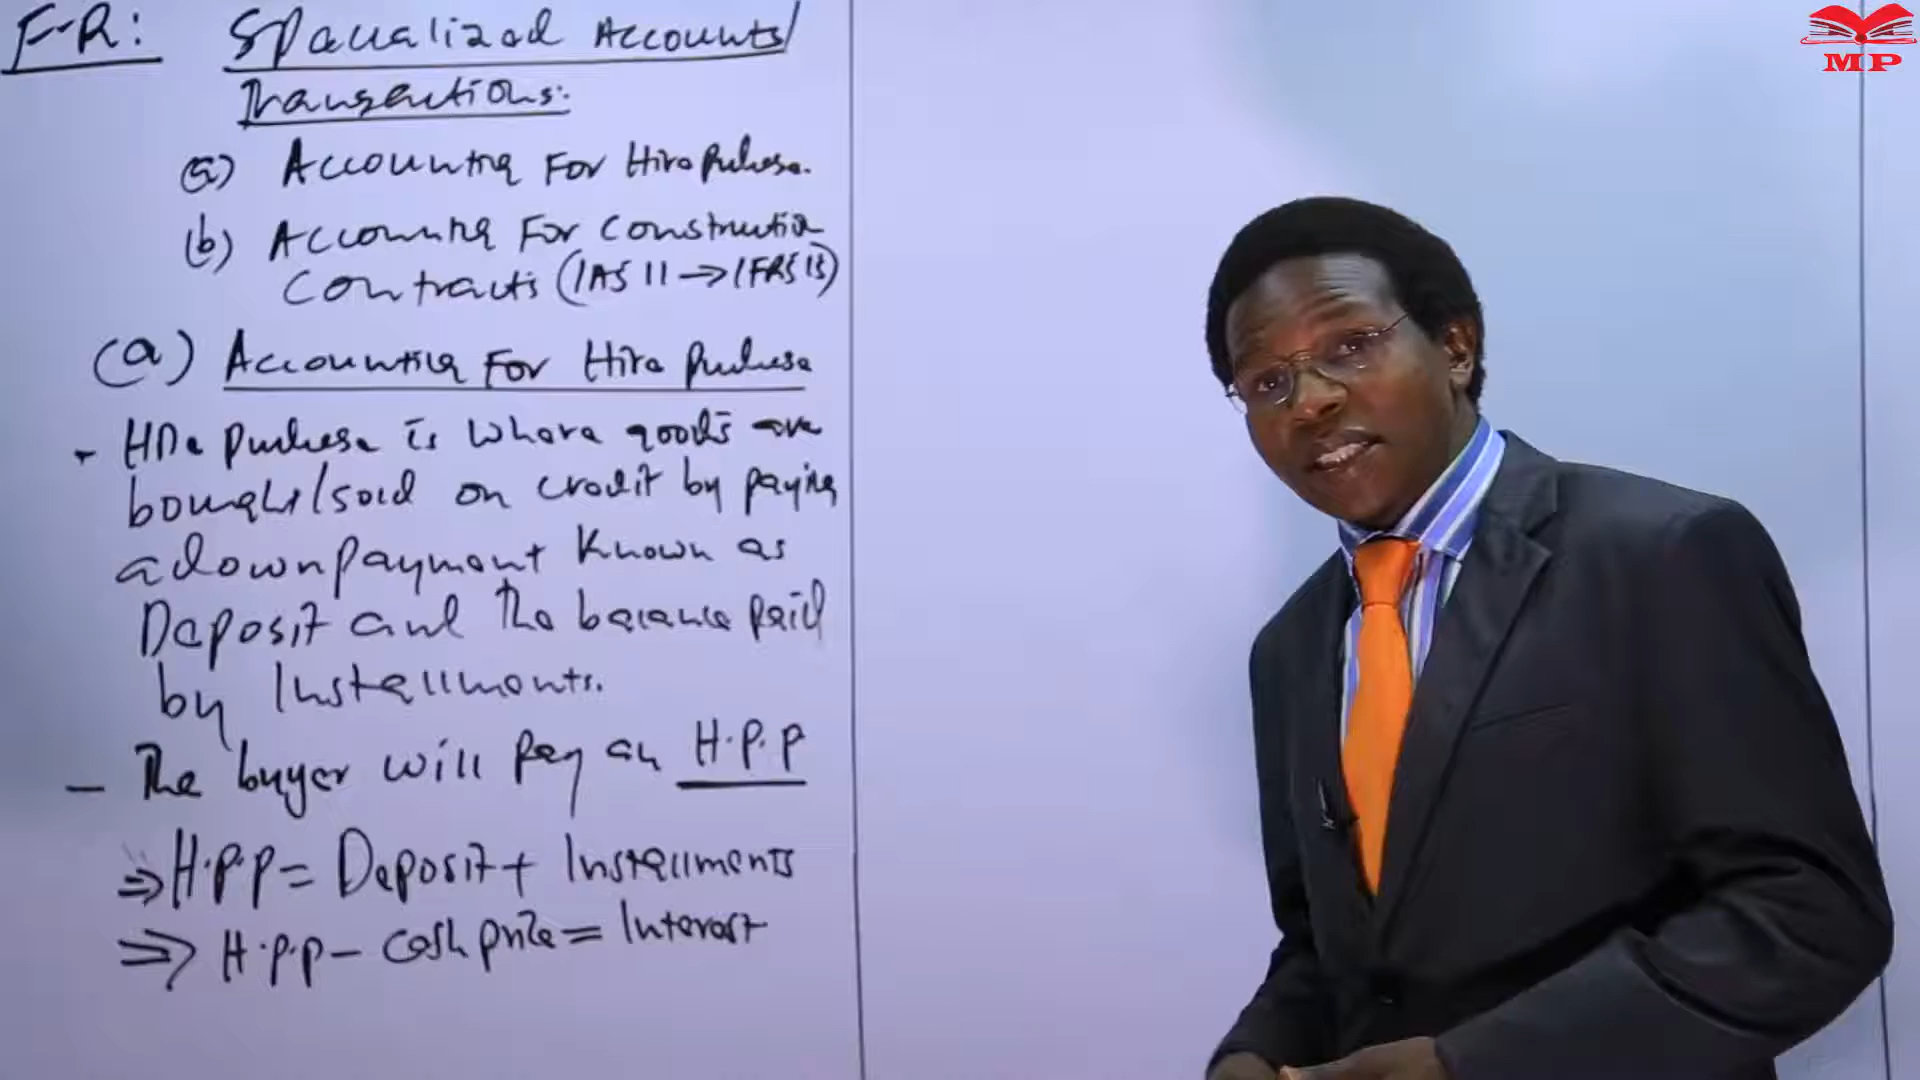 F.R: Specialized Accounts/
Transactions:
(a) Accounting For Hire Purchase.
(b) Accounting For Construction
Contracts (IAS 11 → IFRS 15)
(a) Accounting For Hire Purchase
- Hire Purchase is where goods are
bought/sold on credit by paying
a downpayment known as
Deposit and the balance paid
by Installments.
- The buyer will pay an H.P.P
⇒ H.P.P = Deposit + Installments
⇒ H.P.P - Cash price = Interest
MP